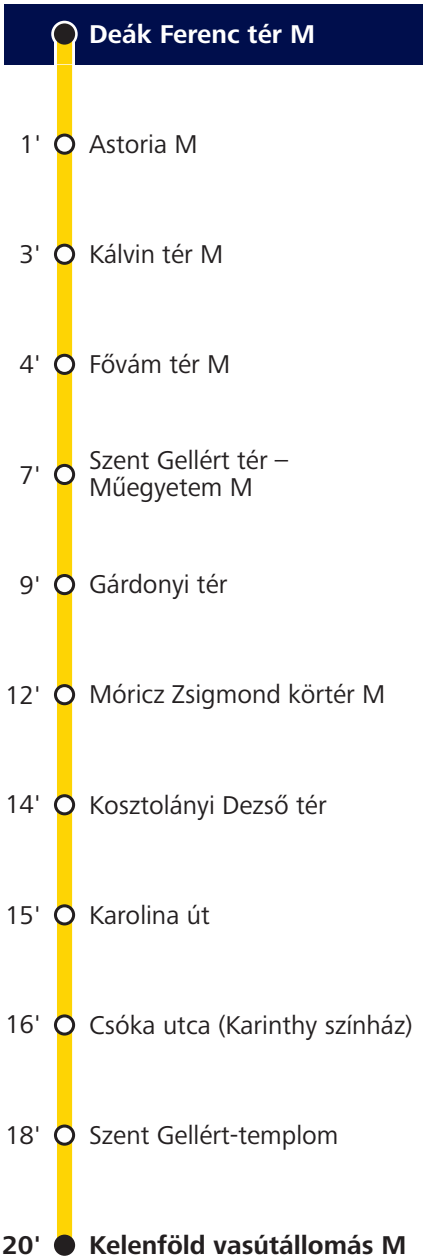 Deák Ferenc tér M
1' Astoria M
3' Kálvin tér M
4' Fővám tér M
7' Szent Gellért tér –
Műegyetem M
9' Gárdonyi tér
12' Móricz Zsigmond körtér M
14' Kosztolányi Dezső tér
15' Karolina út
16' Csóka utca (Karinthy színház)
18' Szent Gellért-templom
20' Kelenföld vasútállomás M